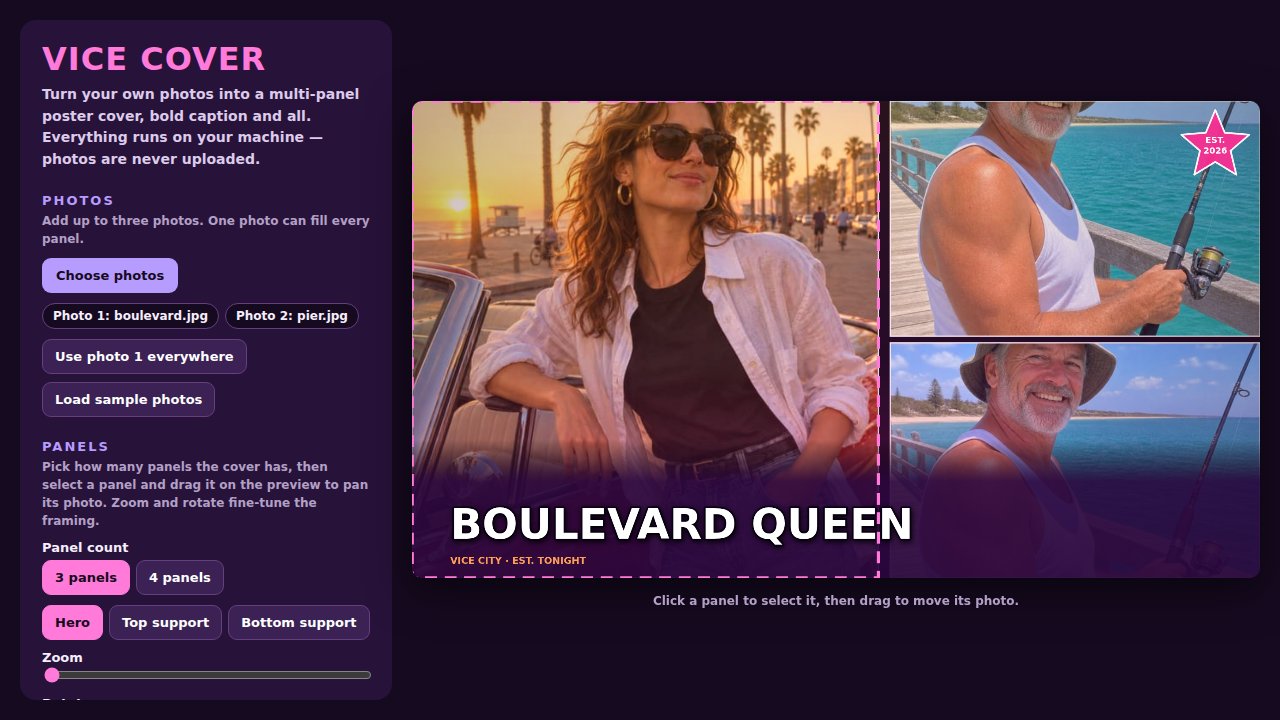 VICE COVER
Turn your own photos into a multi-panel
poster cover, bold caption and all.
Everything runs on your machine —
photos are never uploaded.
PHOTOS
Add up to three photos. One photo can fill every
panel.
Choose photos
Photo 1: boulevard.jpg
Photo 2: pier.jpg
Use photo 1 everywhere
Load sample photos
PANELS
Pick how many panels the cover has, then
select a panel and drag it on the preview to pan
its photo. Zoom and rotate fine-tune the
framing.
Panel count
3 panels
4 panels
Hero
Top support
Bottom support
Zoom
EST.
2026
BOULEVARD QUEEN
VICE CITY · EST. TONIGHT
Click a panel to select it, then drag to move its photo.